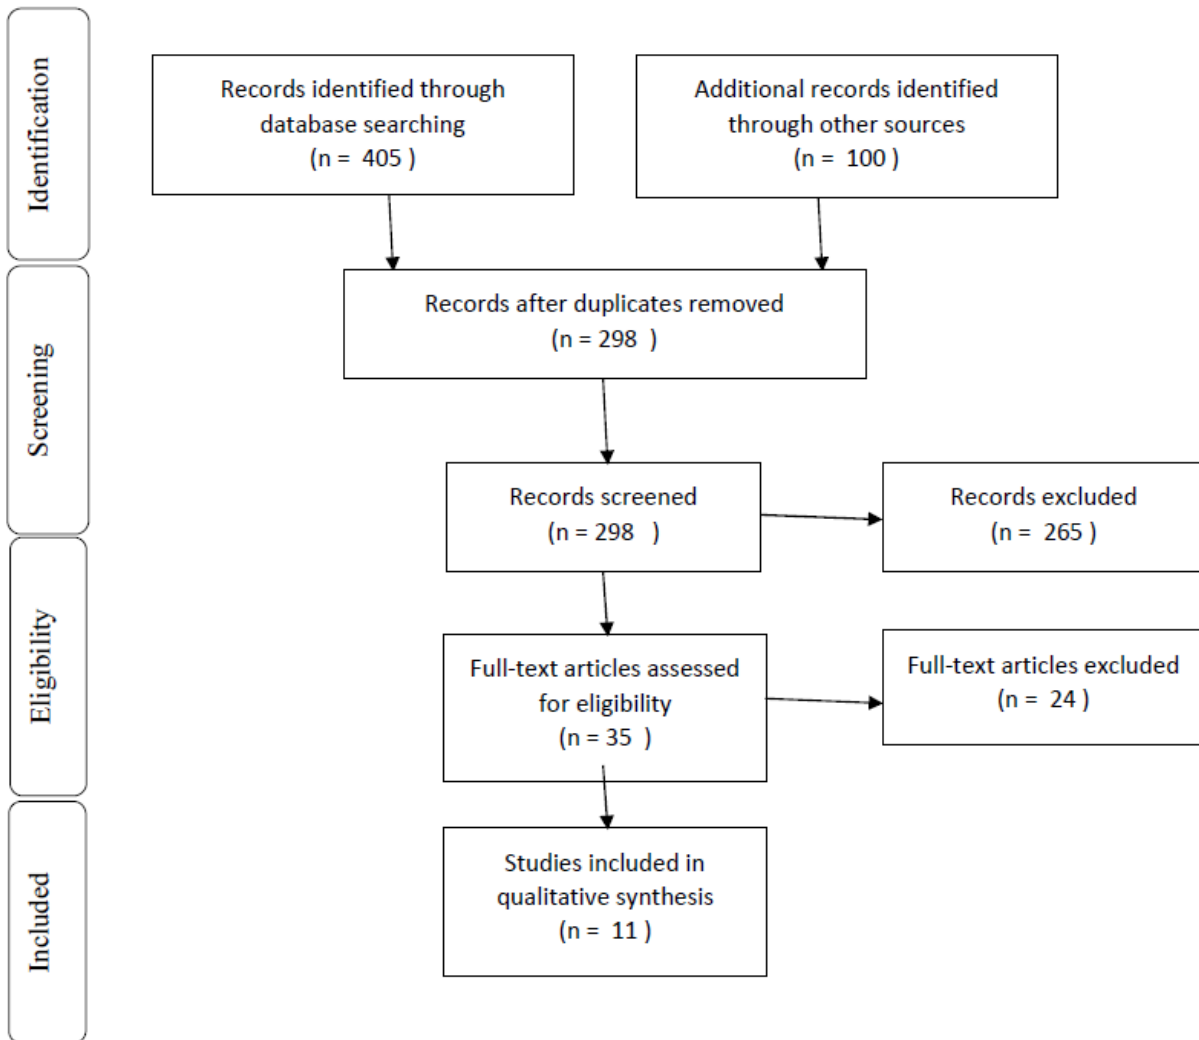 Identification
Records identified through
database searching
(n =  405 )
Additional records identified
through other sources
(n =  100 )
Screening
Records after duplicates removed
(n = 298  )
Records screened
(n = 298   )
Records excluded
(n =  265 )
Eligibility
Full-text articles assessed
for eligibility
(n = 35  )
Full-text articles excluded
(n =  24 )
Included
Studies included in
qualitative synthesis
(n =  11 )